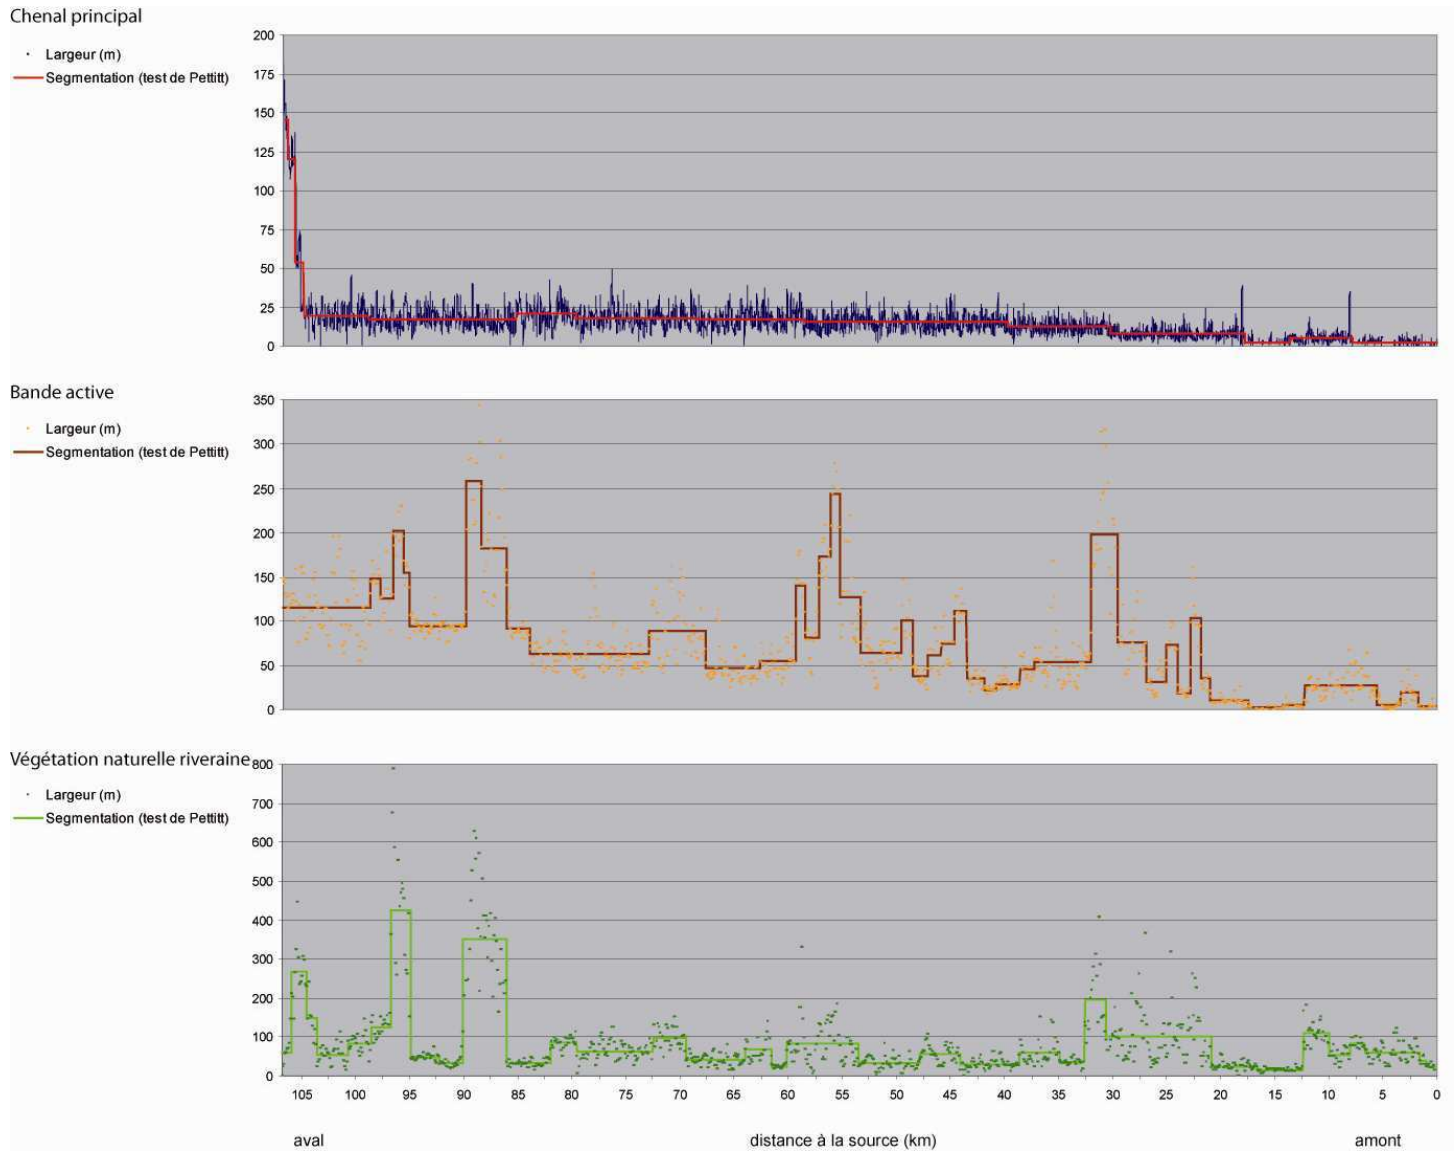 Chenal principal
Largeur (m)
Segmentation (test de Pettitt)
200
175
150
125
100
75
50
25
0
Bande active
Largeur (m)
Segmentation (test de Pettitt)
350
300
250
200
150
100
50
0
Végétation naturelle riveraine
Largeur (m)
Segmentation (test de Pettitt)
800
700
600
500
400
300
200
100
0
105 100 95 90 85 80 75 70 65 60 55 50 45 40 35 30 25 20 15 10 5 0
aval distance à la source (km) amont